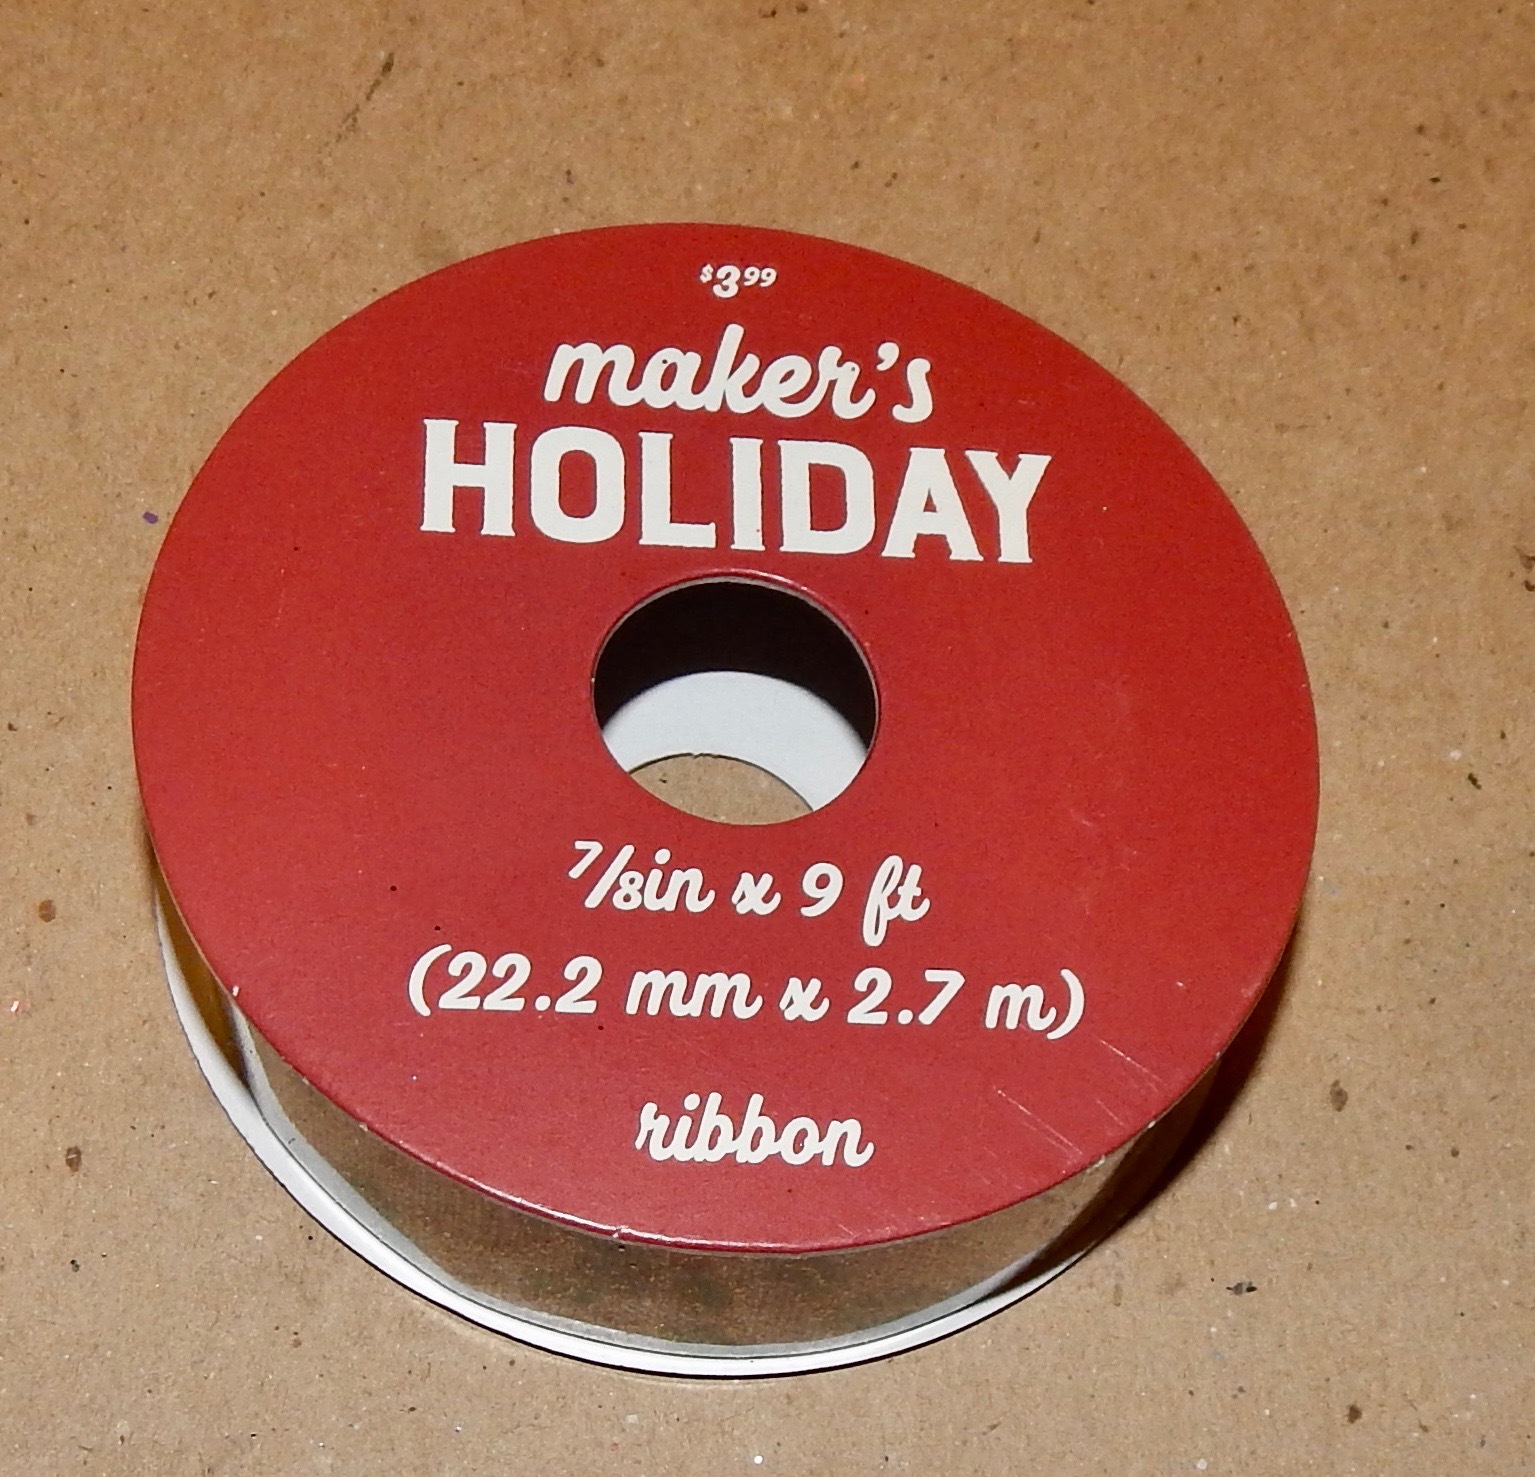 $3.99
maker's
HOLIDAY
7/8in x 9 ft
(22.2 mm x 2.7 m)
ribbon